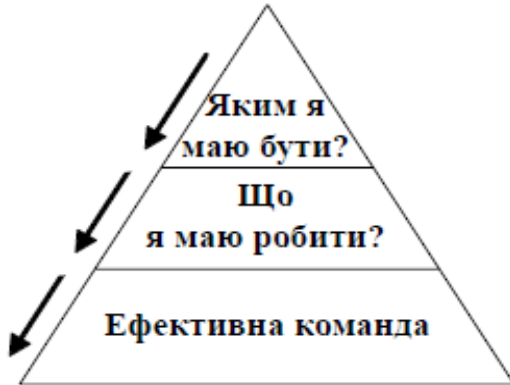 Яким я
маю бути?
Що
я маю робити?
Ефективна команда